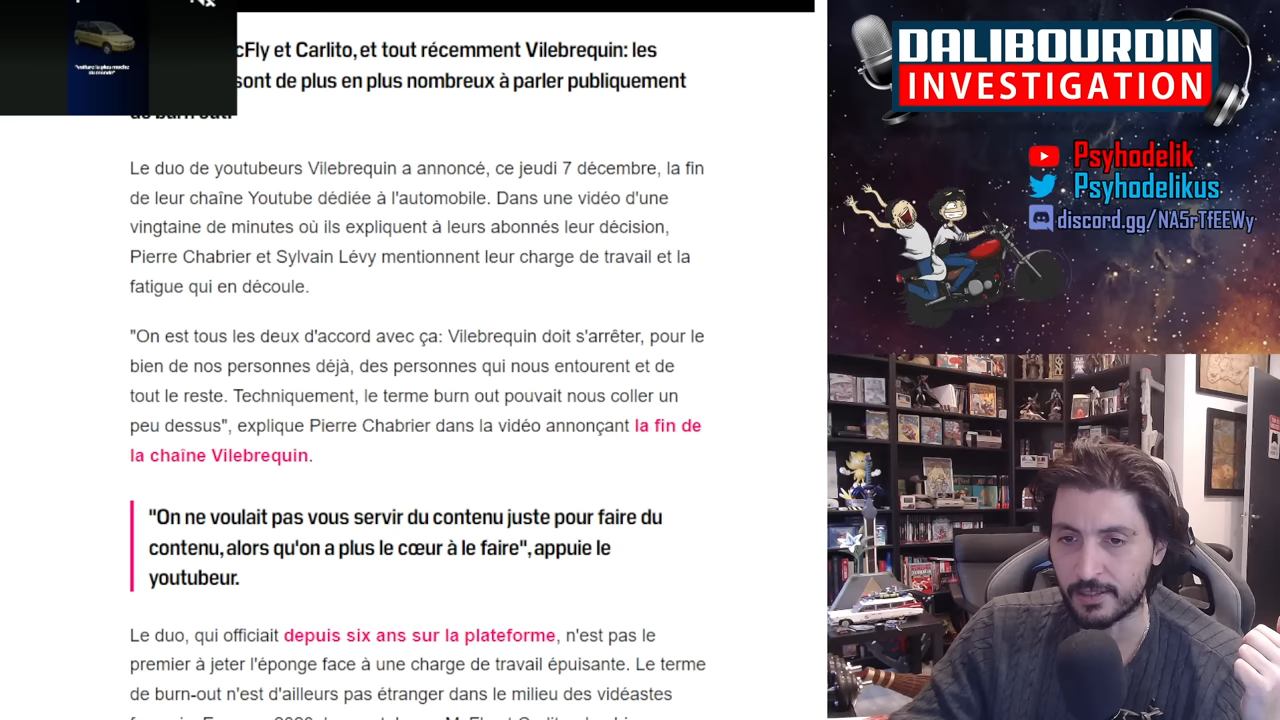 "voiture la plus moche
du monde"
cFly et Carlito, et tout récemment Vilebrequin: les
sont de plus en plus nombreux à parler publiquement
de burn out.
Le duo de youtubeurs Vilebrequin a annoncé, ce jeudi 7 décembre, la fin
de leur chaîne Youtube dédiée à l'automobile. Dans une vidéo d'une
vingtaine de minutes où ils expliquent à leurs abonnés leur décision,
Pierre Chabrier et Sylvain Lévy mentionnent leur charge de travail et la
fatigue qui en découle.
"On est tous les deux d'accord avec ça: Vilebrequin doit s'arrêter, pour le
bien de nos personnes déjà, des personnes qui nous entourent et de
tout le reste. Techniquement, le terme burn out pouvait nous coller un
peu dessus", explique Pierre Chabrier dans la vidéo annonçant la fin de
la chaîne Vilebrequin.
"On ne voulait pas vous servir du contenu juste pour faire du
contenu, alors qu'on a plus le cœur à le faire", appuie le
youtubeur.
Le duo, qui officiait depuis six ans sur la plateforme, n'est pas le
premier à jeter l'éponge face à une charge de travail épuisante. Le terme
de burn-out n'est d'ailleurs pas étranger dans le milieu des vidéastes
DALIBOURDIN
INVESTIGATION
Psyhodelik
Psyhodelikus
discord.gg/NA5rTfEEWy